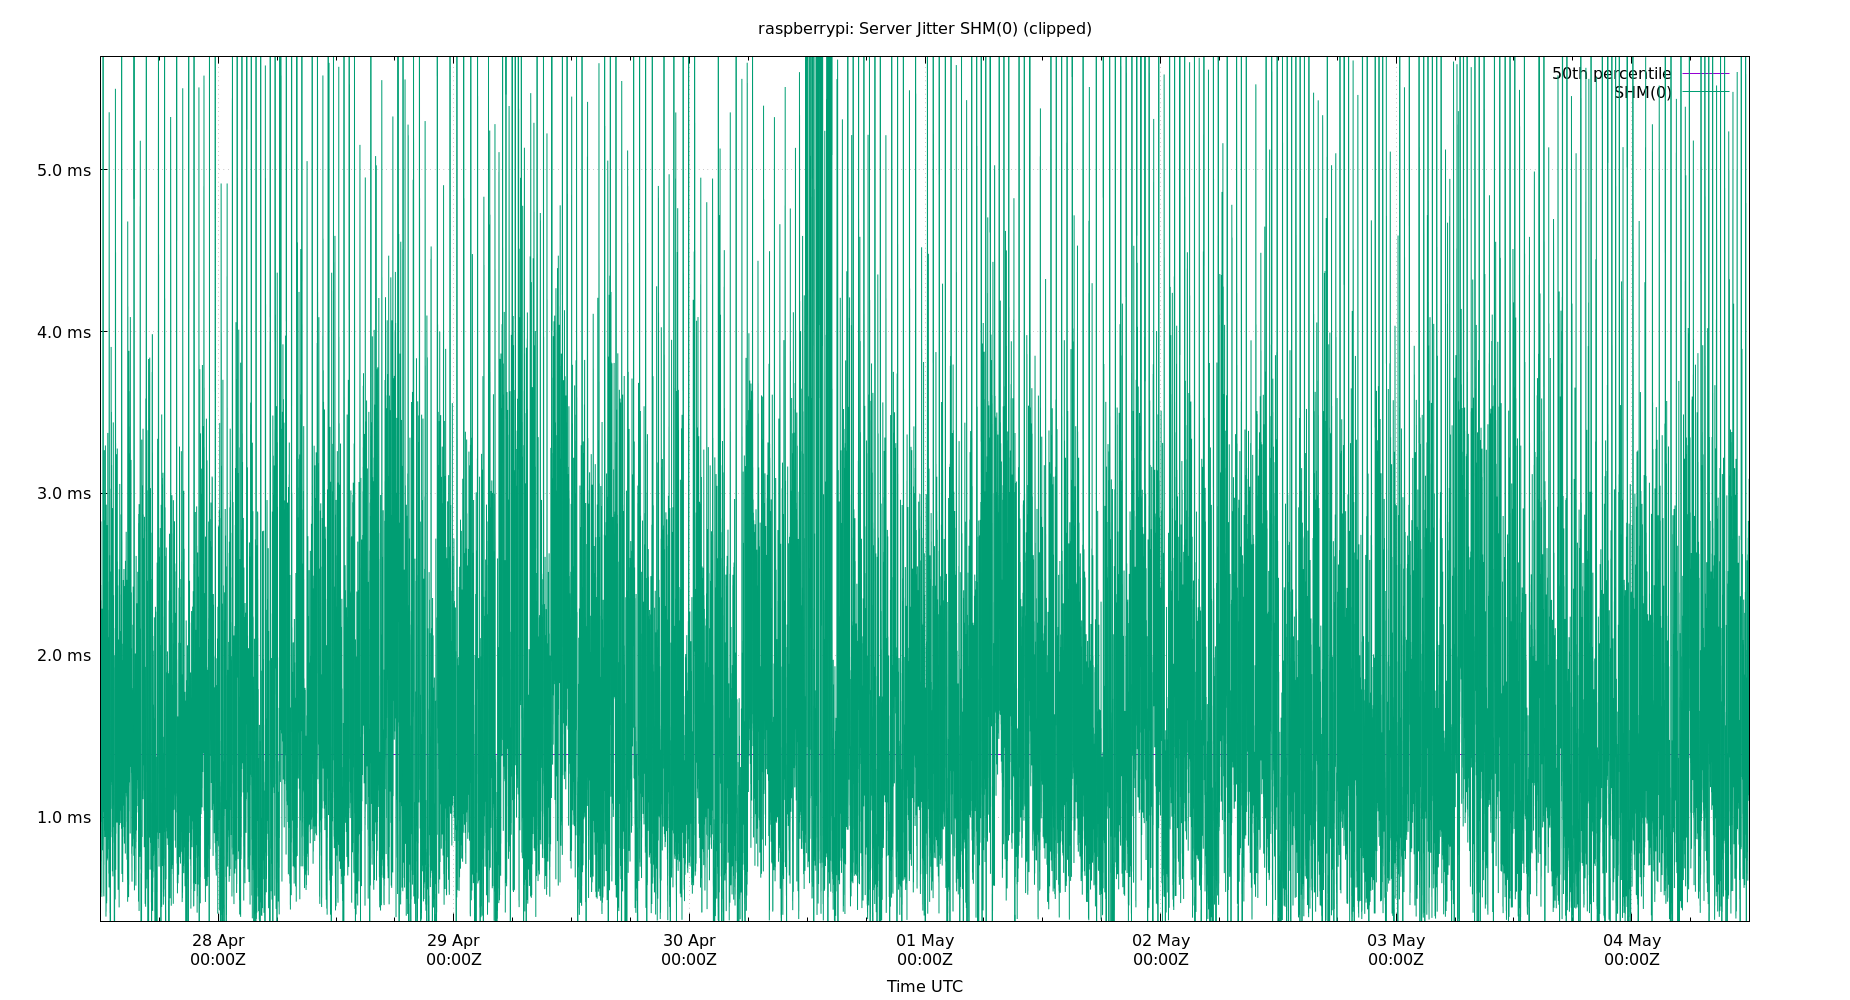 raspberrypi: Server Jitter SHM(0) (clipped)
50th percentile
SHM(0)
5.0 ms
4.0 ms
3.0 ms
2.0 ms
1.0 ms
28 Apr
00:00Z
29 Apr
00:00Z
30 Apr
00:00Z
01 May
00:00Z
02 May
00:00Z
03 May
00:00Z
04 May
00:00Z
Time UTC